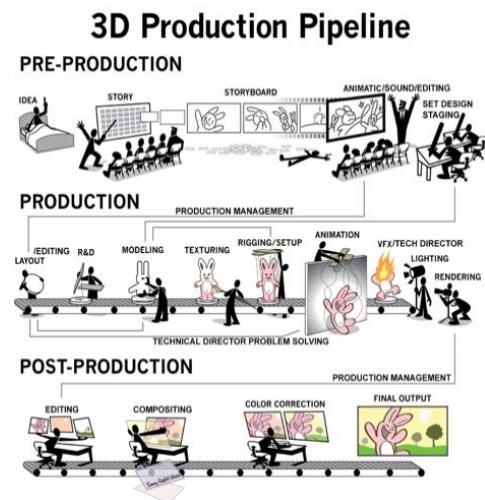 3D Production Pipeline
PRE-PRODUCTION
IDEA
STORY
STORYBOARD
ANIMATIC/SOUND/EDITING
SET DESIGN
STAGING
PRODUCTION
PRODUCTION MANAGEMENT
/EDITING
LAYOUT
R&D
MODELING
TEXTURING
RIGGING/SETUP
ANIMATION
VFX/TECH DIRECTOR
LIGHTING
RENDERING
TECHNICAL DIRECTOR PROBLEM SOLVING
POST-PRODUCTION
PRODUCTION MANAGEMENT
EDITING
COMPOSITING
COLOR CORRECTION
FINAL OUTPUT